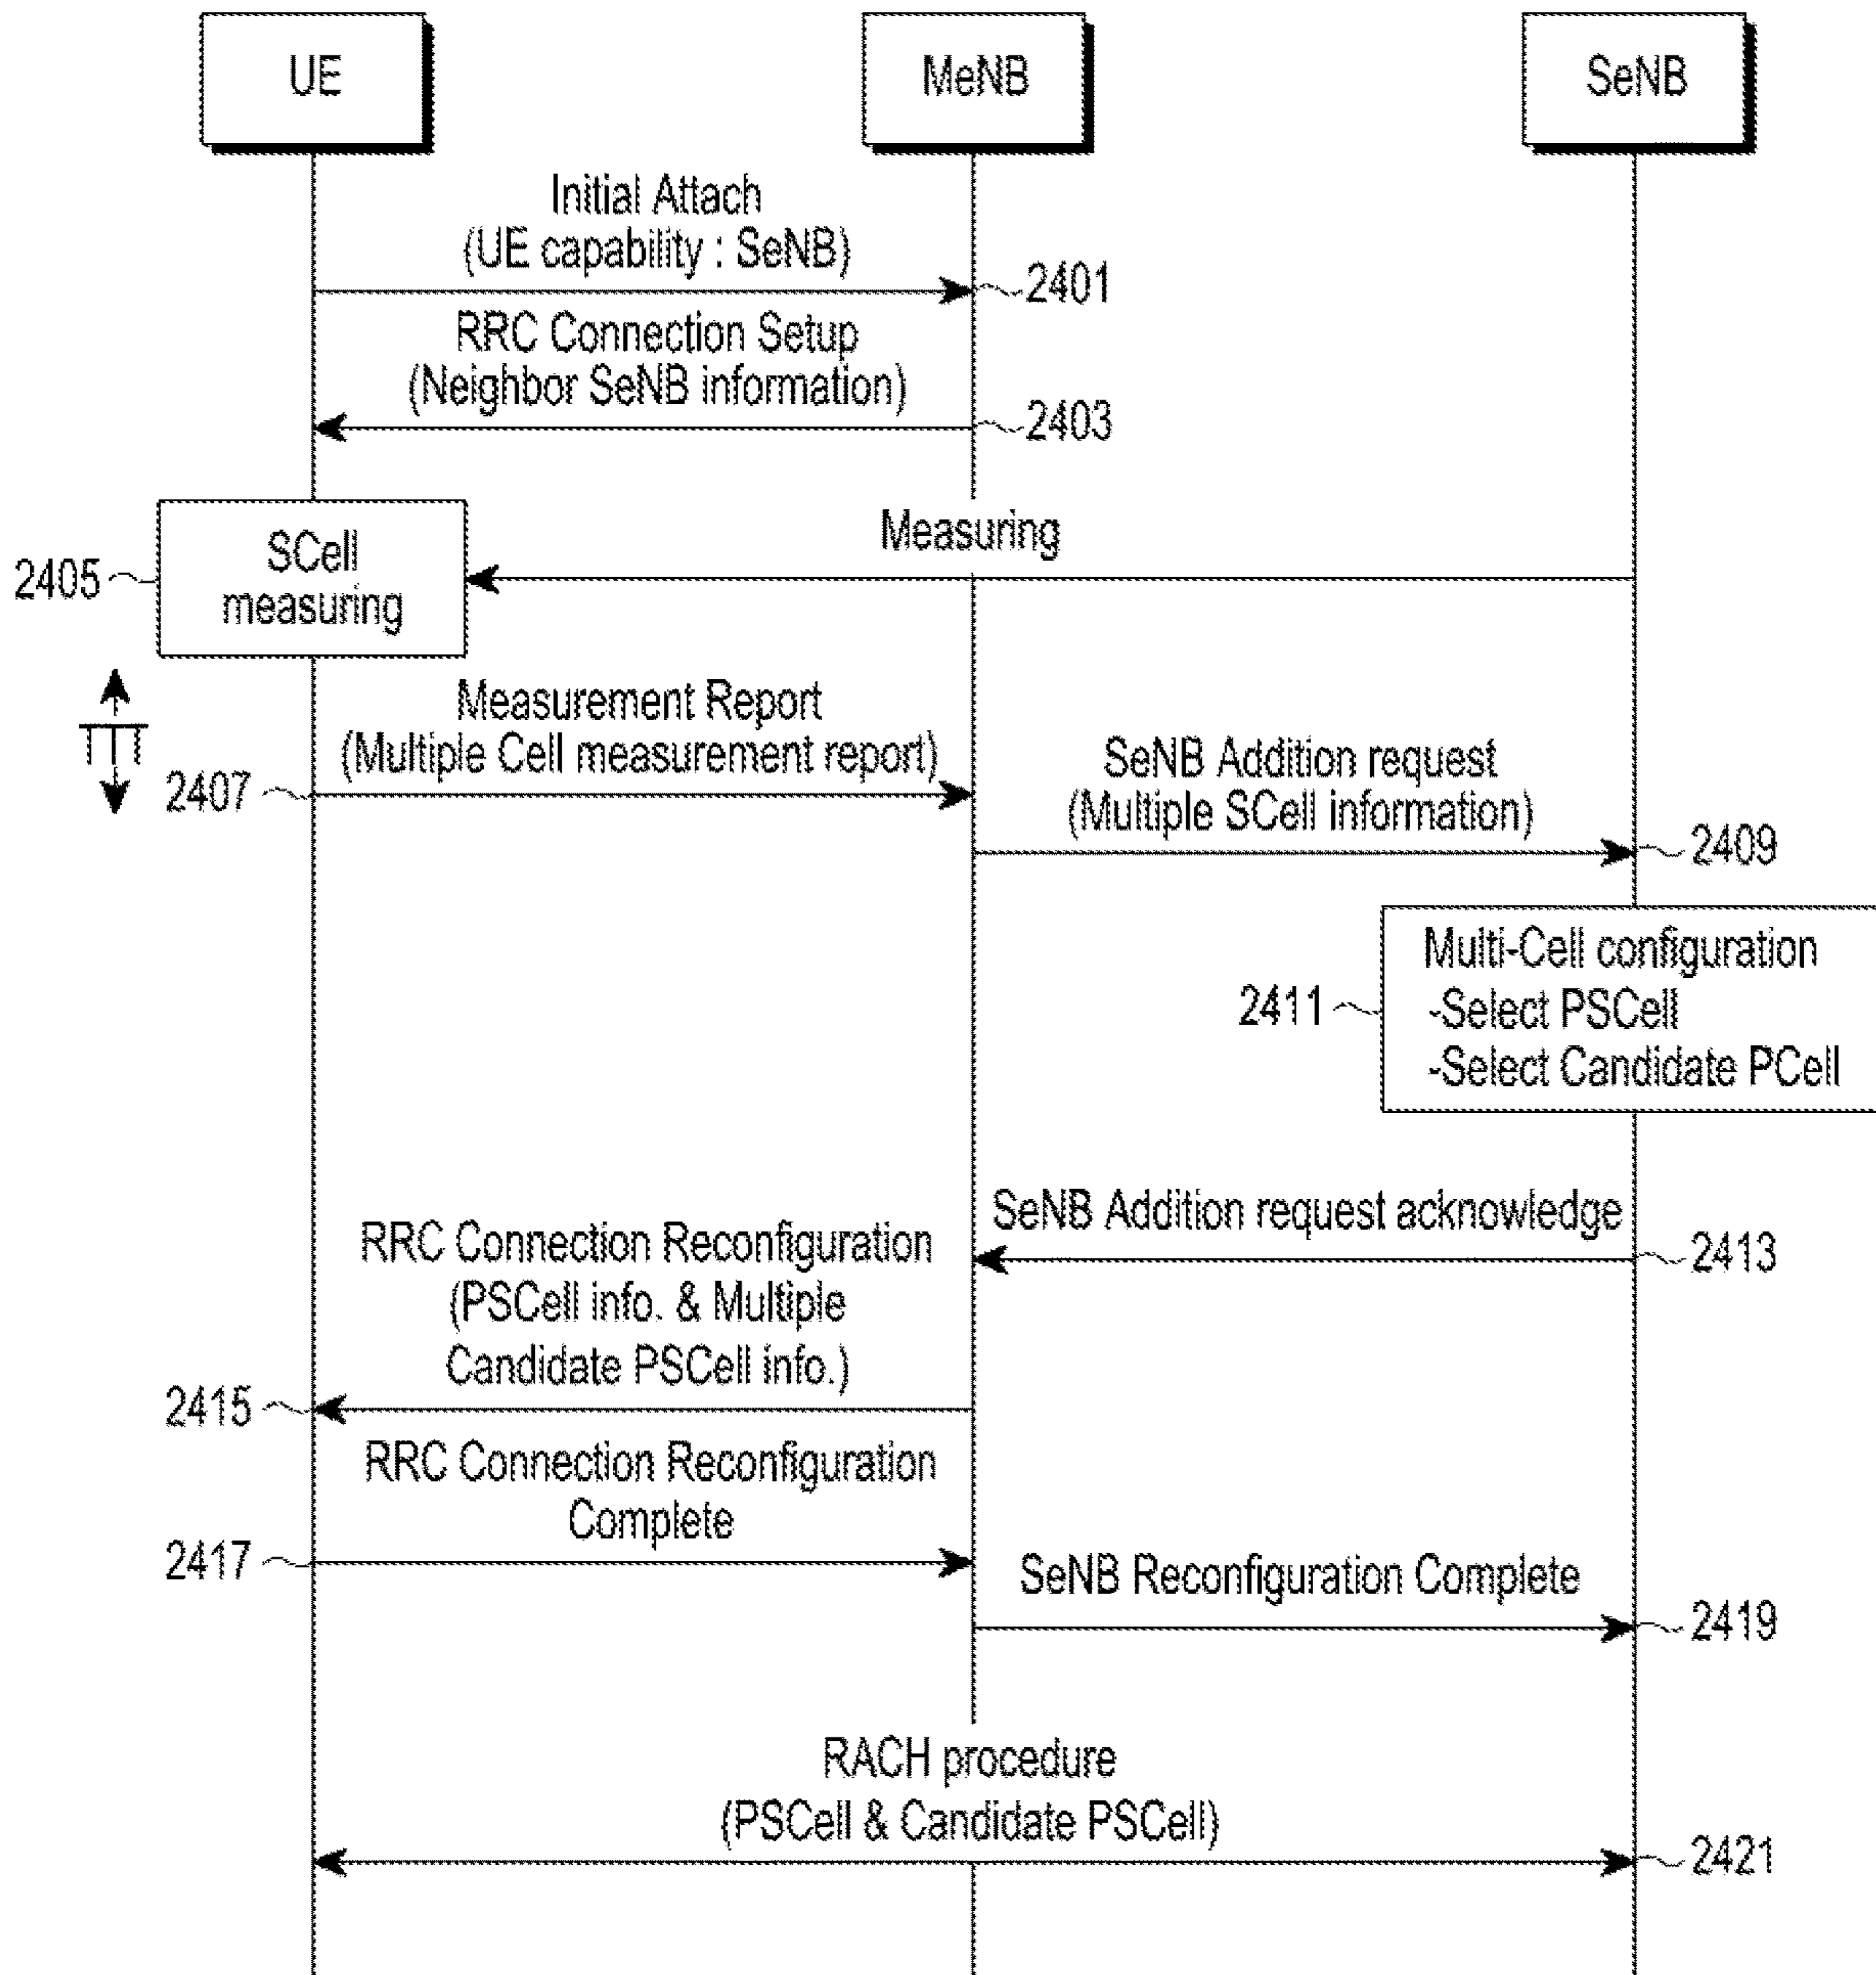 UE
MeNB
SeNB
Initial Attach
(UE capability : SeNB)
2401
RRC Connection Setup
(Neighbor SeNB information)
2403
SCell
measuring
2405
Measuring
Measurement Report
(Multiple Cell measurement report)
2407
SeNB Addition request
(Multiple SCell information)
2409
Multi-Cell configuration
-Select PSCell
-Select Candidate PCell
2411
SeNB Addition request acknowledge
2413
RRC Connection Reconfiguration
(PSCell info. & Multiple
Candidate PSCell info.)
2415
RRC Connection Reconfiguration
Complete
2417
SeNB Reconfiguration Complete
2419
RACH procedure
(PSCell & Candidate PSCell)
2421